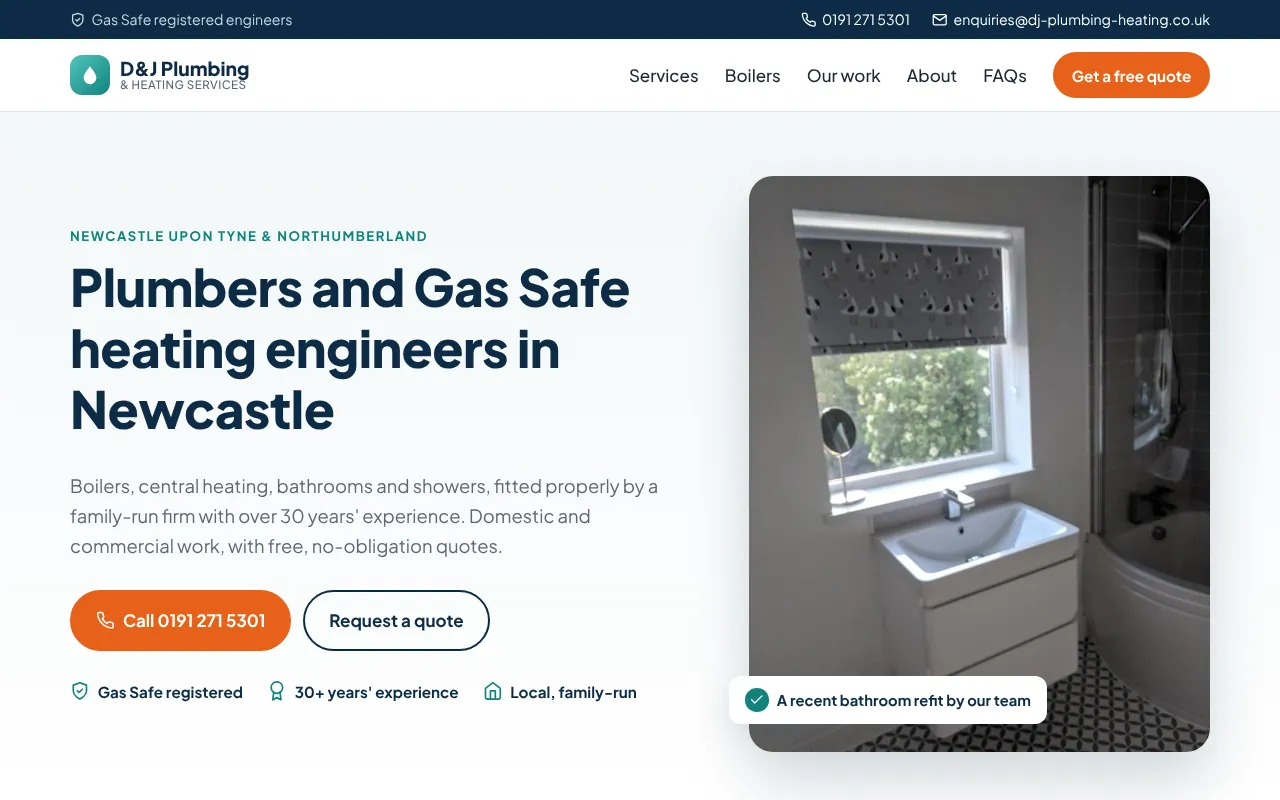 Gas Safe registered engineers
0191 271 5301
enquiries@dj-plumbing-heating.co.uk
D&J Plumbing
& HEATING SERVICES
Services
Boilers
Our work
About
FAQs
Get a free quote
NEWCASTLE UPON TYNE & NORTHUMBERLAND
Plumbers and Gas Safe
heating engineers in
Newcastle
Boilers, central heating, bathrooms and showers, fitted properly by a
family-run firm with over 30 years' experience. Domestic and
commercial work, with free, no-obligation quotes.
Call 0191 271 5301
Request a quote
Gas Safe registered
30+ years' experience
Local, family-run
A recent bathroom refit by our team